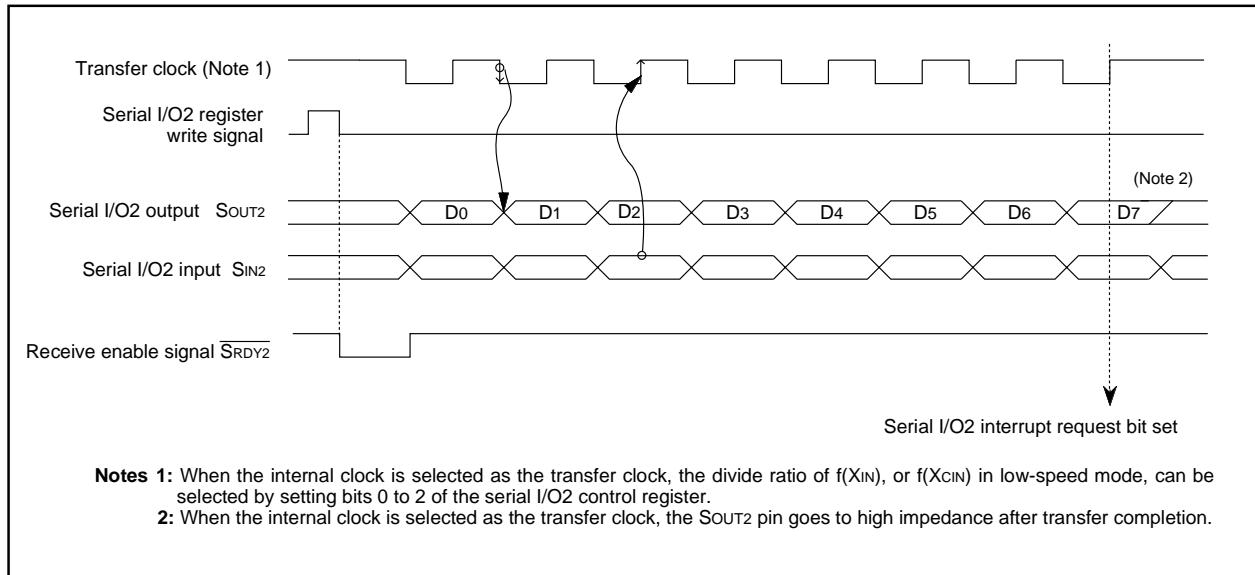 Transfer clock (Note 1)
Serial I/O2 register
write signal
(Note 2)
Serial I/O2 output SOUT2 D0 D1 D2 D3 D4 D5 D6 D7
Serial I/O2 input SIN2
Receive enable signal SRDY2
Serial I/O2 interrupt request bit set
Notes 1: When the internal clock is selected as the transfer clock, the divide ratio of f(XIN), or f(XCIN) in low-speed mode, can be
selected by setting bits 0 to 2 of the serial I/O2 control register.
2: When the internal clock is selected as the transfer clock, the SOUT2 pin goes to high impedance after transfer completion.